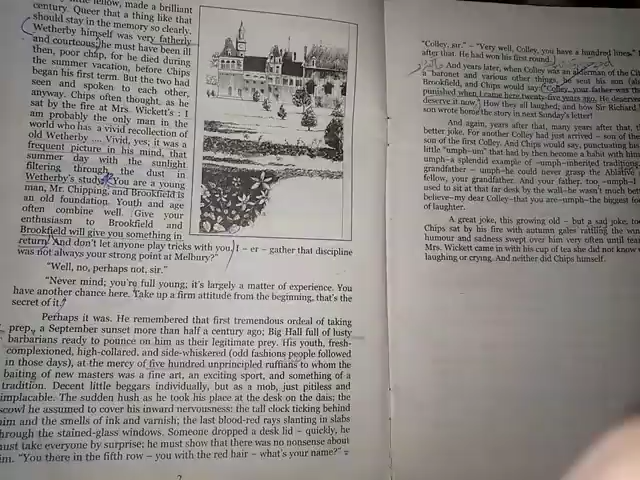 little fellow, made a brilliant
century. Queer that a thing like that
should stay in the memory so clearly.
Wetherby himself was very fatherly
and courteous; he must have been ill
then, poor chap, for he died during
the summer vacation, before Chips
began his first term. But the two had
seen and spoken to each other,
anyway. Chips often thought, as he
sat by the fire at Mrs. Wickett's : I
am probably the only man in the
world who has a vivid recollection of
old Wetherby .... Vivid, yes; it was a
frequent picture in his mind, that
summer day with the sunlight
filtering through the dust in
Wetherby's study. "You are a young
man, Mr. Chipping, and Brookfield is
an old foundation. Youth and age
often combine well. Give your
enthusiasm to Brookfield and
Brookfield will give you something in
return. And don't let anyone play tricks with you. I – er – gather that discipline
was not always your strong point at Melbury?"
"Well, no, perhaps not, sir."
"Never mind; you're full young; it's largely a matter of experience. You
have another chance here. Take up a firm attitude from the beginning, that's the
secret of it."
Perhaps it was. He remembered that first tremendous ordeal of taking
prep, a September sunset more than half a century ago; Big Hall full of lusty
barbarians ready to pounce on him as their legitimate prey. His youth, fresh-
complexioned, high-collared, and side-whiskered (odd fashions people followed
in those days), at the mercy of five hundred unprincipled ruffians to whom the
baiting of new masters was a fine art, an exciting sport, and something of a
tradition. Decent little beggars individually, but as a mob, just pitiless and
implacable. The sudden hush as he took his place at the desk on the dais; the
scowl he assumed to cover his inward nervousness; the tall clock ticking behind
him and the smells of ink and varnish; the last blood-red rays slanting in slabs
through the stained-glass windows. Someone dropped a desk lid – quickly, he
must take everyone by surprise; he must show that there was no nonsense about
him. "You there in the fifth row – you with the red hair – what's your name?" –
"Colley, sir." – "Very well, Colley, you have a hundred lines."
after that. He had won his first round.
And years later, when Colley was an alderman of the
a baronet and various other things, he sent his son
Brookfield, and Chips would say: "Colley, your father was the
punished when I came here twenty-five years ago. He deserved
deserve it now." How they all laughed; and how Sir Richard
son wrote home the story in next Sunday's letter!
And again, years after that, many years after that,
better joke. For another Colley had just arrived – son of the
son of the first Colley. And Chips would say, punctuating his
little "umph-um" that had by then become a habit with him
umph–a splendid example of –umph–inherited traditions.
grandfather – umph–he could never grasp the Ablative
fellow, your grandfather. And your father, too –umph–I
used to sit at that far desk by the wall–he wasn't much better
believe–my dear Colley–that you are–umph–the biggest
of laughter.
A great joke, this growing old – but a sad joke, too
Chips sat by his fire with autumn gales rattling the
humour and sadness swept over him very often until
Mrs. Wickett came in with his cup of tea she did not know
laughing or crying. And neither did Chips himself.